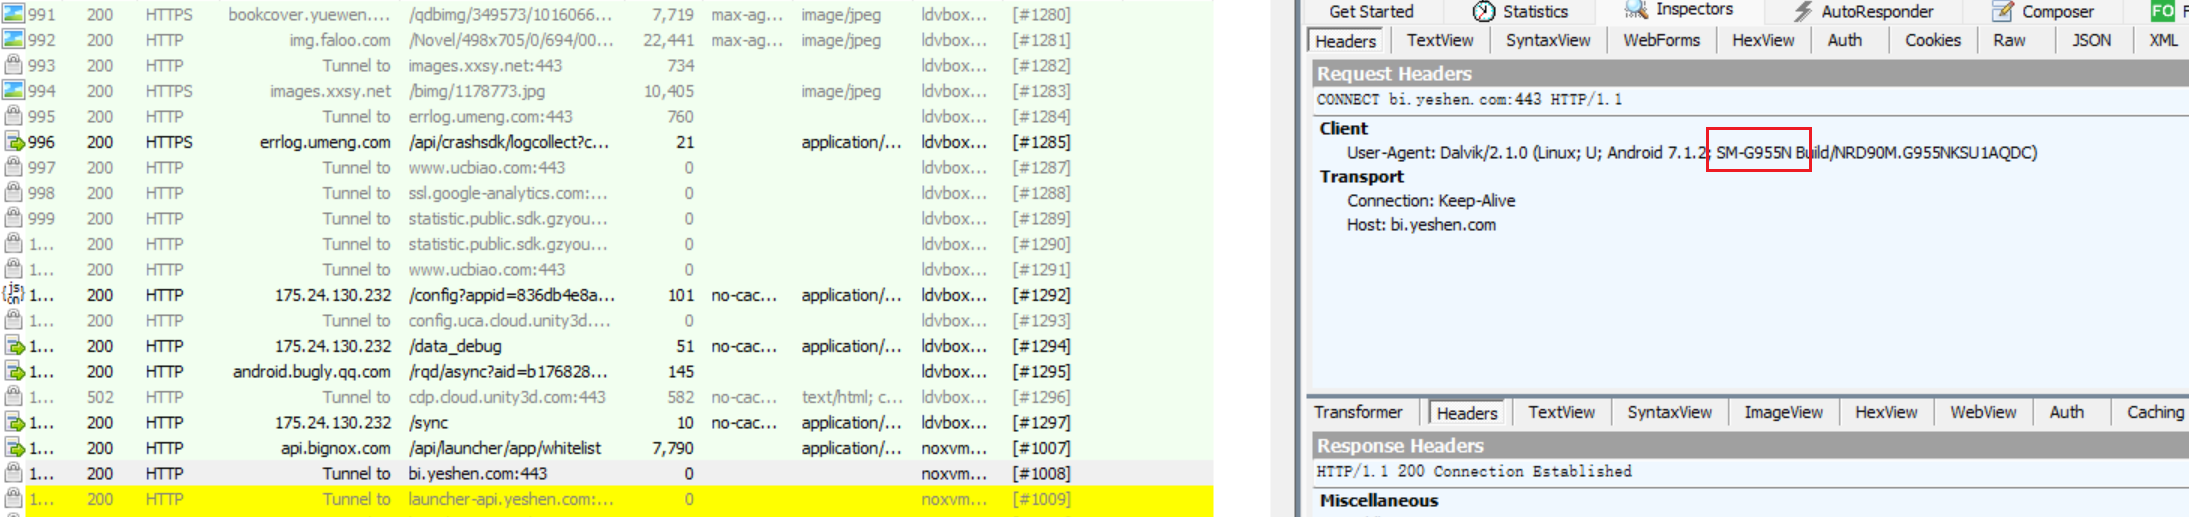 991 200 HTTPS bookcover.yuewen.... /qdbimg/349573/1016066... 7,719 max-ag... image/jpeg ldvbox... [#1280]
992 200 HTTP img.faloo.com /Novel/498x705/0/694/00... 22,441 max-ag... image/jpeg ldvbox... [#1281]
993 200 HTTP Tunnel to images.xxsy.net:443 734 ldvbox... [#1282]
994 200 HTTPS images.xxsy.net /bimg/1178773.jpg 10,405 image/jpeg ldvbox... [#1283]
995 200 HTTP Tunnel to errlog.umeng.com:443 760 ldvbox... [#1284]
996 200 HTTPS errlog.umeng.com /api/crashsdk/logcollect?c... 21 application/... ldvbox... [#1285]
997 200 HTTP Tunnel to www.ucbiao.com:443 0 ldvbox... [#1287]
998 200 HTTP Tunnel to ssl.google-analytics.com:... 0 ldvbox... [#1288]
999 200 HTTP Tunnel to statistic.public.sdk.gzyou... 0 ldvbox... [#1289]
1... 200 HTTP Tunnel to statistic.public.sdk.gzyou... 0 ldvbox... [#1290]
1... 200 HTTP Tunnel to www.ucbiao.com:443 0 ldvbox... [#1291]
1... 200 HTTP 175.24.130.232 /config?appid=836db4e8a... 101 no-cac... application/... ldvbox... [#1292]
1... 200 HTTP Tunnel to config.uca.cloud.unity3d.... 0 ldvbox... [#1293]
1... 200 HTTP 175.24.130.232 /data_debug 51 no-cac... application/... ldvbox... [#1294]
1... 200 HTTP android.bugly.qq.com /rqd/async?aid=b176828... 145 ldvbox... [#1295]
1... 502 HTTP Tunnel to cdp.cloud.unity3d.com:443 582 no-cac... text/html; c... ldvbox... [#1296]
1... 200 HTTP 175.24.130.232 /sync 10 no-cac... application/... ldvbox... [#1297]
1... 200 HTTP api.bignox.com /api/launcher/app/whitelist 7,790 application/... noxvm... [#1007]
1... 200 HTTP Tunnel to bi.yeshen.com:443 0 noxvm... [#1008]
1... 200 HTTP Tunnel to launcher-api.yeshen.com:... 0 noxvm... [#1009]
Get Started Statistics Inspectors AutoResponder Composer FO F
Headers TextView SyntaxView WebForms HexView Auth Cookies Raw JSON XML
Request Headers
CONNECT bi.yeshen.com:443 HTTP/1.1
Client
User-Agent: Dalvik/2.1.0 (Linux; U; Android 7.1.2; SM-G955N Build/NRD90M.G955NKSU1AQDC)
Transport
Connection: Keep-Alive
Host: bi.yeshen.com
Transformer Headers TextView SyntaxView ImageView HexView WebView Auth Caching
Response Headers
HTTP/1.1 200 Connection Established
Miscellaneous